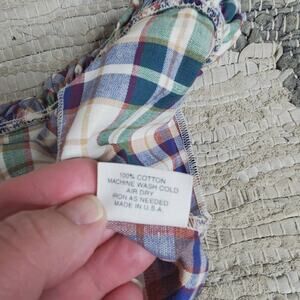 100% COTTON
MACHINE WASH COLD
AIR DRY
IRON AS NEEDED
MADE IN U.S.A.